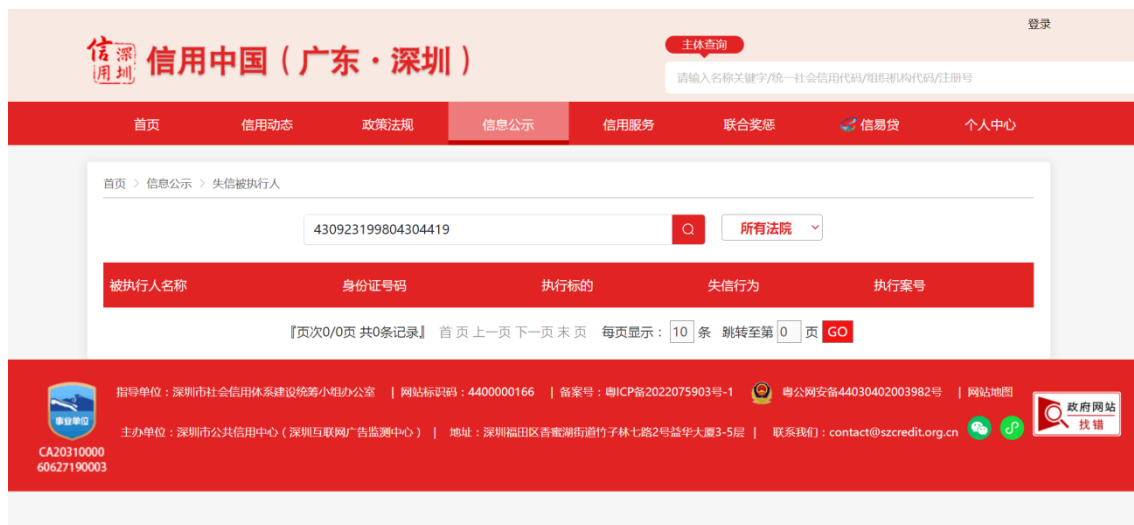 登录
信用
深圳
信用中国（广东·深圳）
主体查询
请输入名称关键字/统一社会信用代码/组织机构代码/注册号
首页 信用动态 政策法规 信息公示 信用服务 联合奖惩 信易贷 个人中心
首页 > 信息公示 > 失信被执行人
430923199804304419 所有法院
被执行人名称 身份证号码 执行标的 失信行为 执行案号
『页次0/0页 共0条记录』 首 页 上一页 下一页 末 页 每页显示： 10 条 跳转至第 0 页 GO
指导单位：深圳市社会信用体系建设统筹小组办公室 | 网站标识码：4400000166 | 备案号：粤ICP备2022075903号-1 粤公网安备44030402003982号 | 网站地图
事业单位
主办单位：深圳市公共信用中心（深圳互联网广告监测中心） | 地址：深圳福田区香蜜湖街道竹子林七路2号益华大厦3-5层 | 联系我们：contact@szcredit.org.cn
政府网站
找错
CA20310000
60627190003